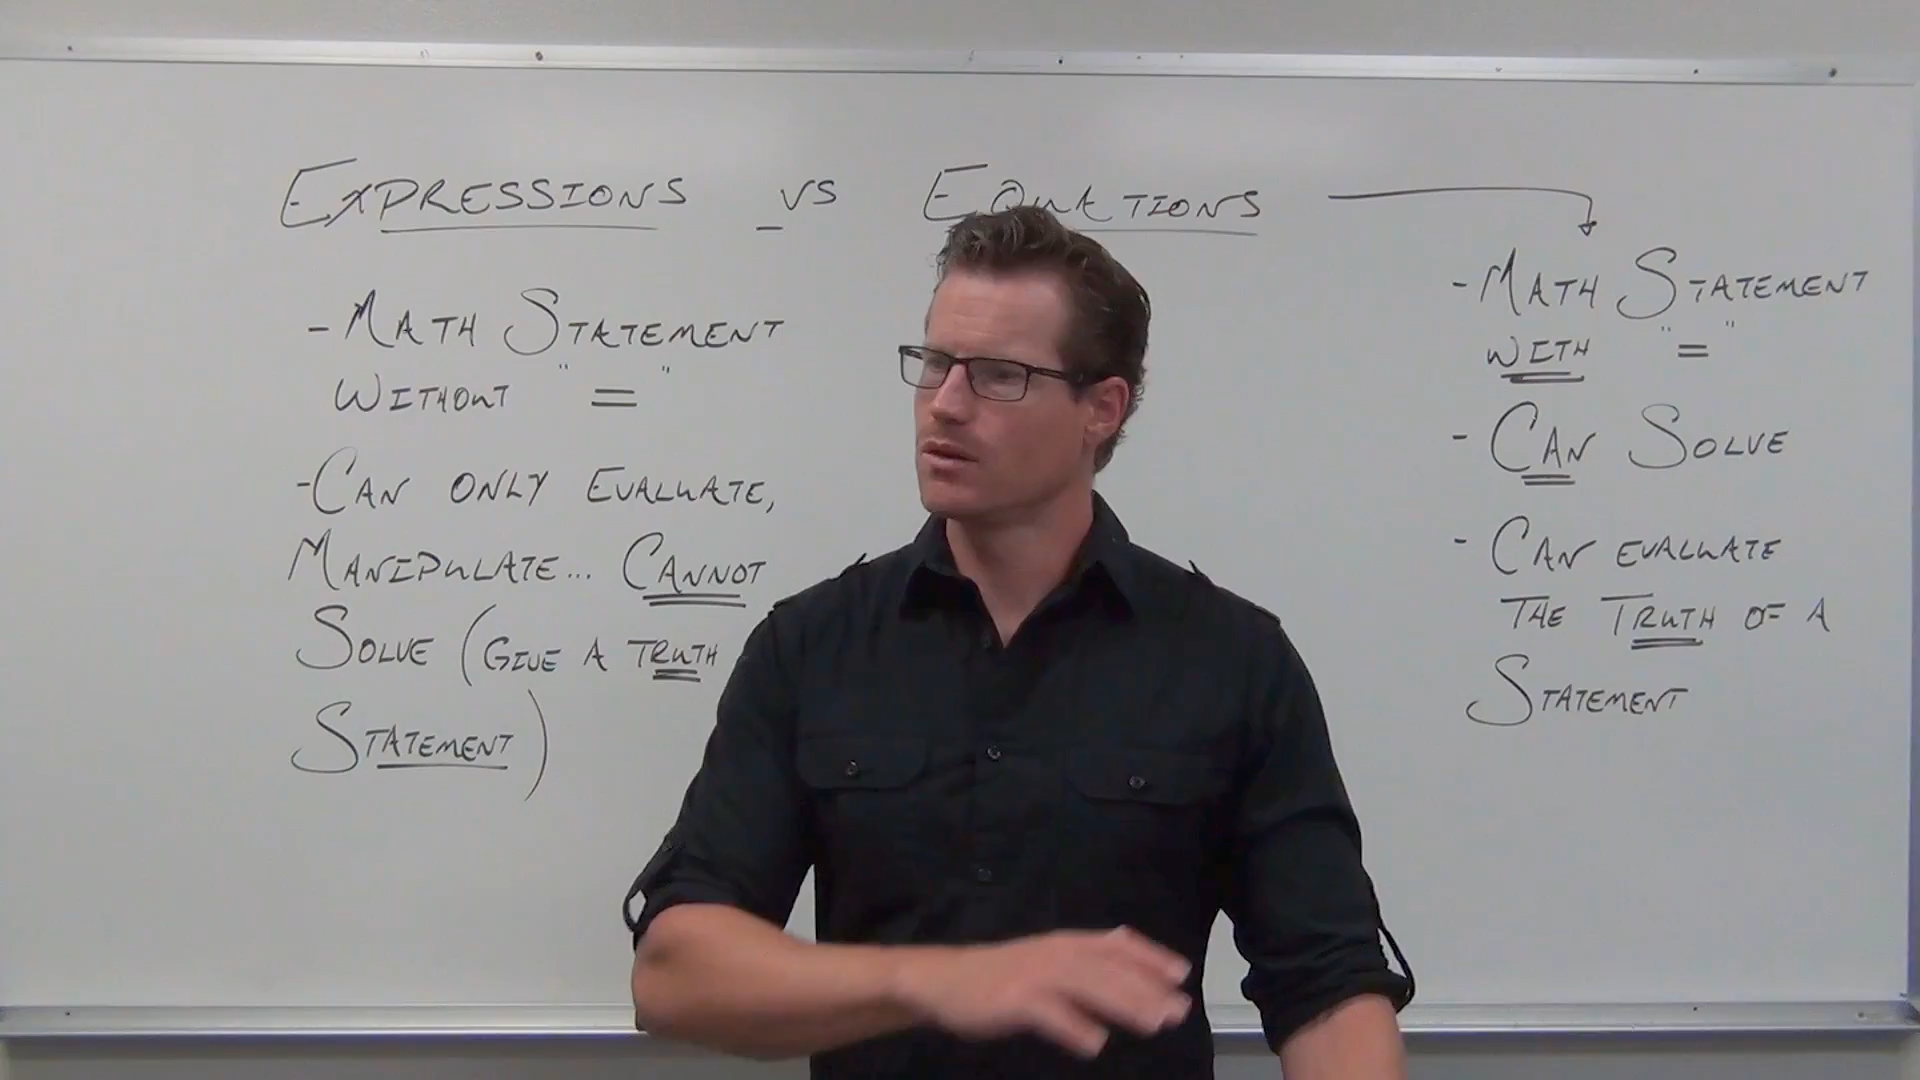 EXPRESSIONS vs EQUATIONS
- MATH STATEMENT
WITHOUT "="
- CAN ONLY EVALUATE,
MANIPULATE... CANNOT
SOLVE (GIVE A TRUTH
STATEMENT)
- MATH STATEMENT
WITH "="
- CAN SOLVE
- CAN EVALUATE
THE TRUTH OF A
STATEMENT